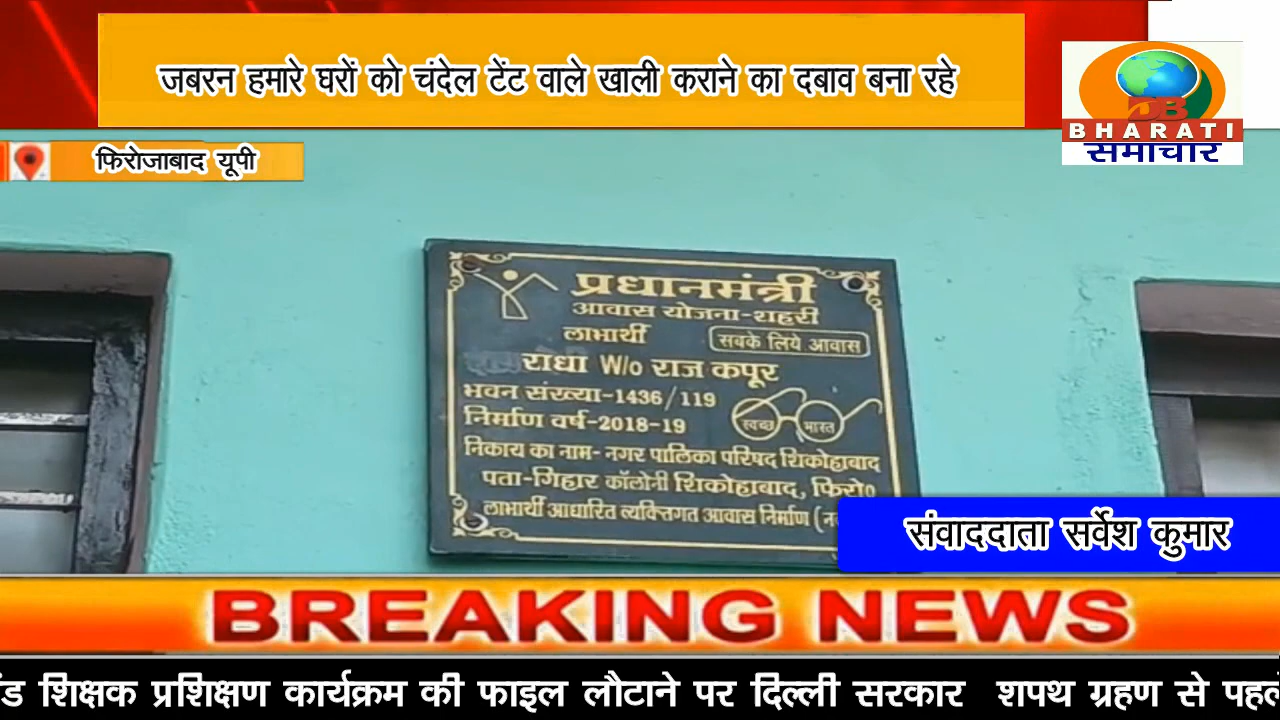 जबरन हमारे घरों को चंदेल टेंट वाले खाली कराने का दबाव बना रहे
DB
BHARATI
समाचार
फिरोजाबाद यूपी
प्रधानमंत्री
आवास योजना-शहरी
लाभार्थी
सबके लिये आवास
राधा W/o राज कपूर
भवन संख्या-1436/119
निर्माण वर्ष-2018-19
स्वच्छ भारत
निकाय का नाम- नगर पालिका परिषद शिकोहाबाद
पता-गिहार कॉलोनी शिकोहाबाद, फिरो०
लाभार्थी आधारित व्यक्तिगत आवास निर्माण
संवाददाता सर्वेश कुमार
BREAKING NEWS
शिक्षक प्रशिक्षण कार्यक्रम की फाइल लौटाने पर दिल्ली सरकार शपथ ग्रहण से